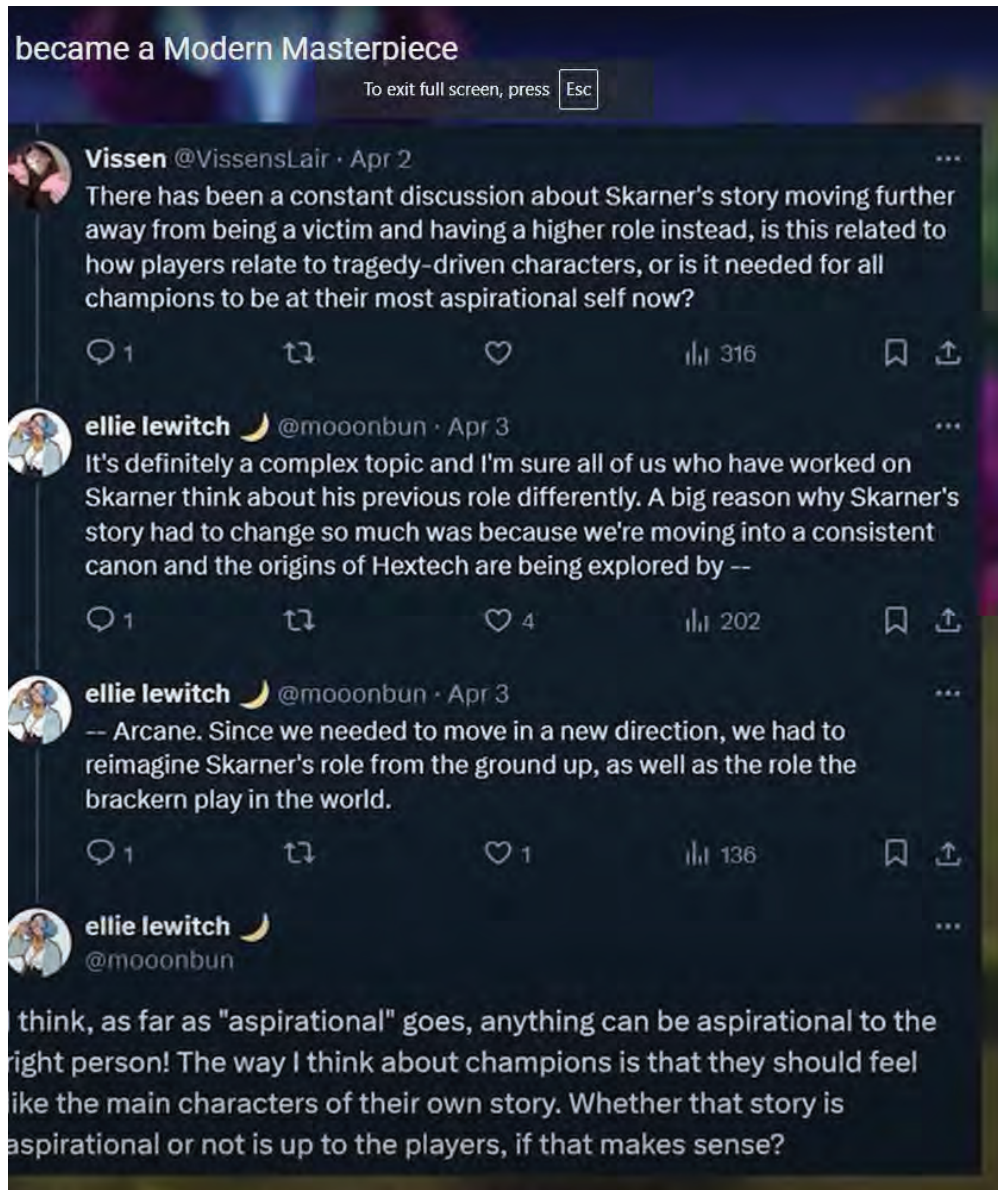 became a Modern Masterpiece
To exit full screen, press Esc
Vissen @VissensLair · Apr 2
There has been a constant discussion about Skarner's story moving further
away from being a victim and having a higher role instead, is this related to
how players relate to tragedy-driven characters, or is it needed for all
champions to be at their most aspirational self now?
1 316
ellie lewitch 🌙 @mooonbun · Apr 3
It's definitely a complex topic and I'm sure all of us who have worked on
Skarner think about his previous role differently. A big reason why Skarner's
story had to change so much was because we're moving into a consistent
canon and the origins of Hextech are being explored by --
1 4 202
ellie lewitch 🌙 @mooonbun · Apr 3
-- Arcane. Since we needed to move in a new direction, we had to
reimagine Skarner's role from the ground up, as well as the role the
brackern play in the world.
1 1 136
ellie lewitch 🌙
@mooonbun
think, as far as "aspirational" goes, anything can be aspirational to the
right person! The way I think about champions is that they should feel
like the main characters of their own story. Whether that story is
aspirational or not is up to the players, if that makes sense?